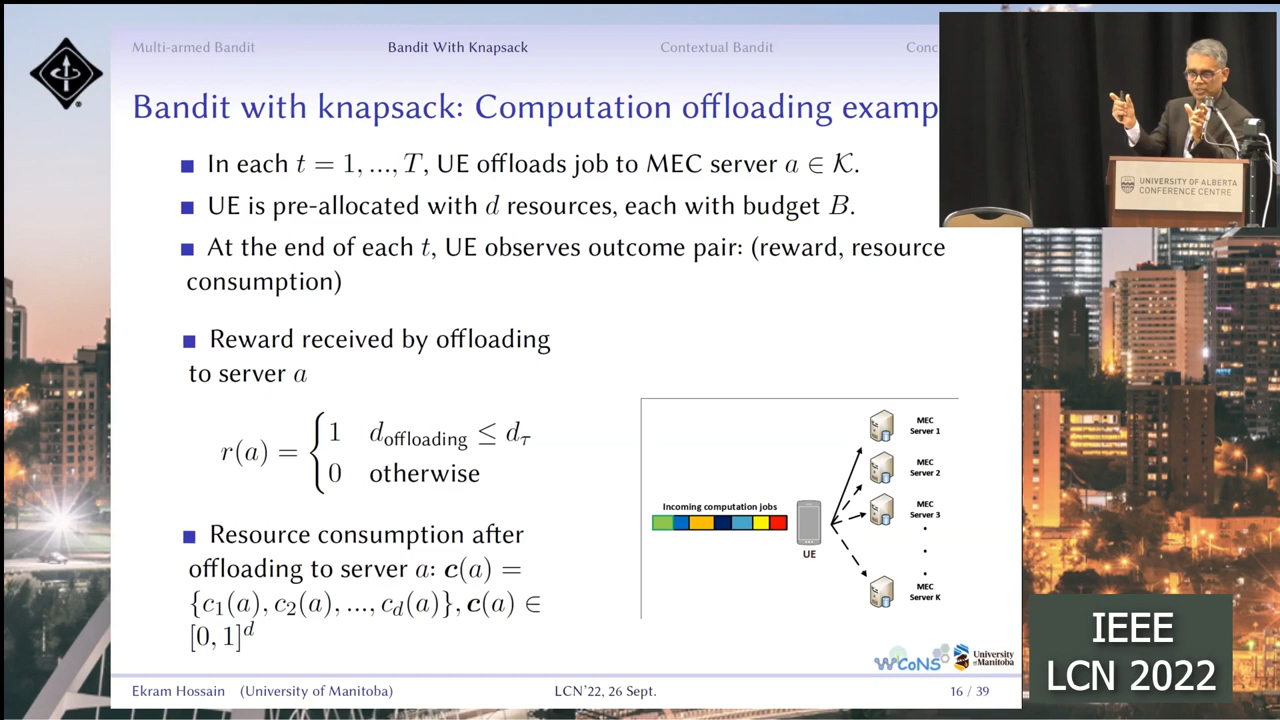 Multi-armed Bandit
Bandit With Knapsack
Contextual Bandit
Conc
Bandit with knapsack: Computation offloading examp
In each t = 1, ..., T, UE offloads job to MEC server a ∈ 𝒦.
UE is pre-allocated with d resources, each with budget B.
At the end of each t, UE observes outcome pair: (reward, resource
consumption)
Reward received by offloading
to server a
r(a) = { 1 d_offloading ≤ d_τ
0 otherwise
Resource consumption after
offloading to server a: c(a) =
{c_1(a), c_2(a), ..., c_d(a)}, c(a) ∈
[0, 1]^d
Incoming computation jobs
UE
MEC
Server 1
MEC
Server 2
MEC
Server 3
MEC
Server K
WCoNS
University
of Manitoba
Ekram Hossain (University of Manitoba)
LCN'22, 26 Sept.
16 / 39
UNIVERSITY OF ALBERTA
CONFERENCE CENTRE
IEEE
LCN 2022